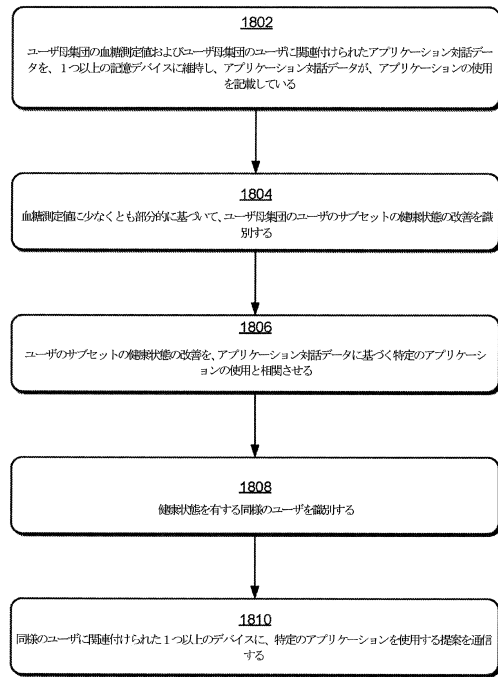 1802
ユーザ母集団の血糖測定値およびユーザ母集団のユーザに関連付けられたアプリケーション対話デー
タを、1つ以上の記憶デバイスに維持し、アプリケーション対話データが、アプリケーションの使用
を記載している
1804
血糖測定値に少なくとも部分的に基づいて、ユーザ母集団のユーザのサブセットの健康状態の改善を識
別する
1806
ユーザのサブセットの健康状態の改善を、アプリケーション対話データに基づく特定のアプリケーシ
ョンの使用と相関させる
1808
健康状態を有する同様のユーザを識別する
1810
同様のユーザに関連付けられた1つ以上のデバイスに、特定のアプリケーションを使用する提案を通信
する